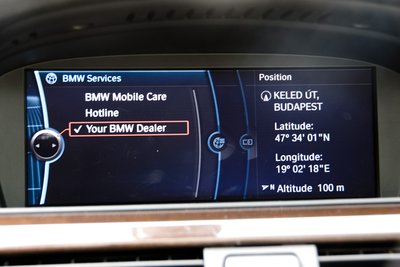 BMW Services
BMW Mobile Care
Hotline
✓ Your BMW Dealer
Position
KELED ÚT,
BUDAPEST
Latitude:
47° 34' 01"N
Longitude:
19° 02' 18"E
Altitude 100 m